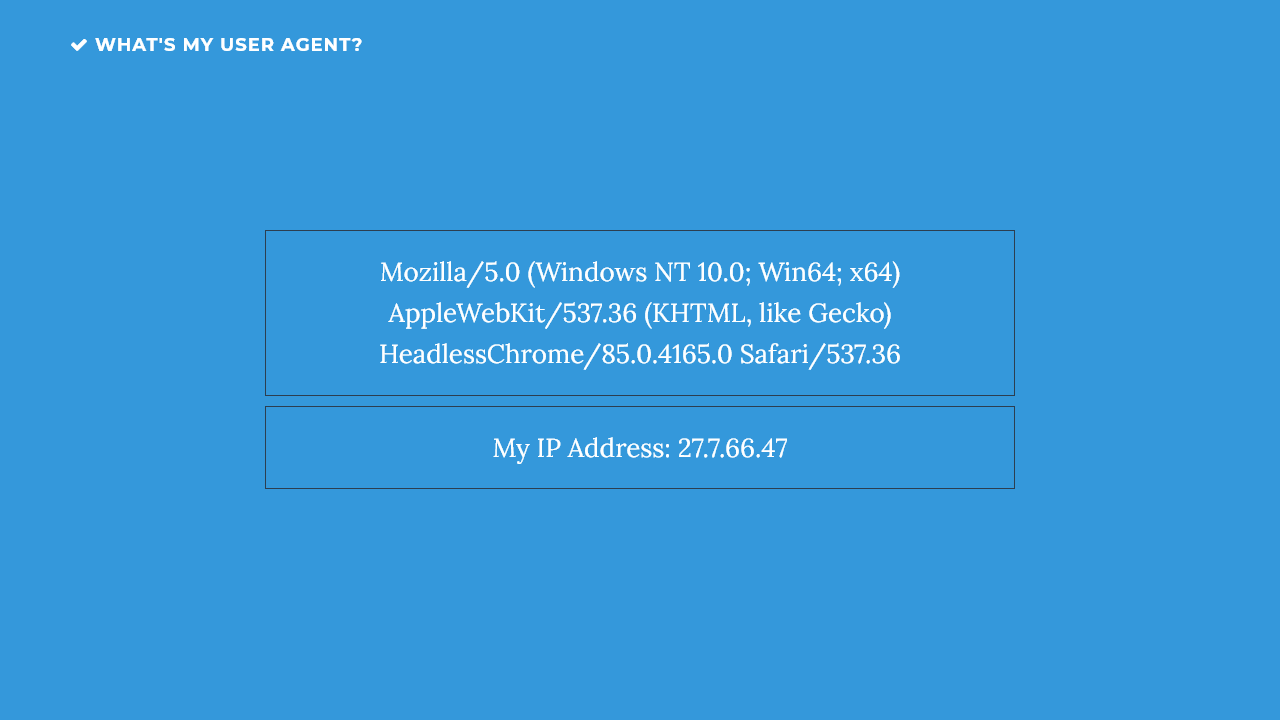 WHAT'S MY USER AGENT?
Mozilla/5.0 (Windows NT 10.0; Win64; x64)
AppleWebKit/537.36 (KHTML, like Gecko)
HeadlessChrome/85.0.4165.0 Safari/537.36
My IP Address: 27.7.66.47